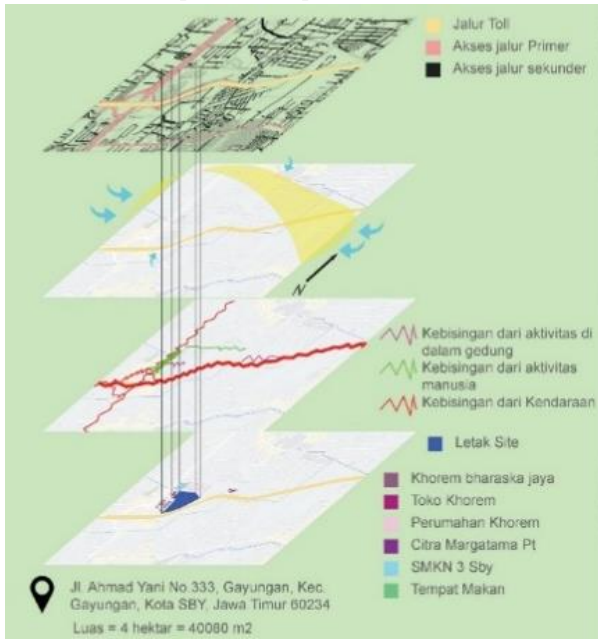 Jalur Toll
Akses jalur Primer
Akses jalur sekunder
N
Kebisingan dari aktivitas di
dalam gedung
Kebisingan dari aktivitas
manusia
Kebisingan dari Kendaraan
Letak Site
Khorem bharaska jaya
Toko Khorem
Perumahan Khorem
Citra Margatama Pt
SMKN 3 Sby
Tempat Makan
Jl. Ahmad Yani No.333, Gayungan, Kec.
Gayungan, Kota SBY, Jawa Timur 60234
Luas = 4 hektar = 40080 m2